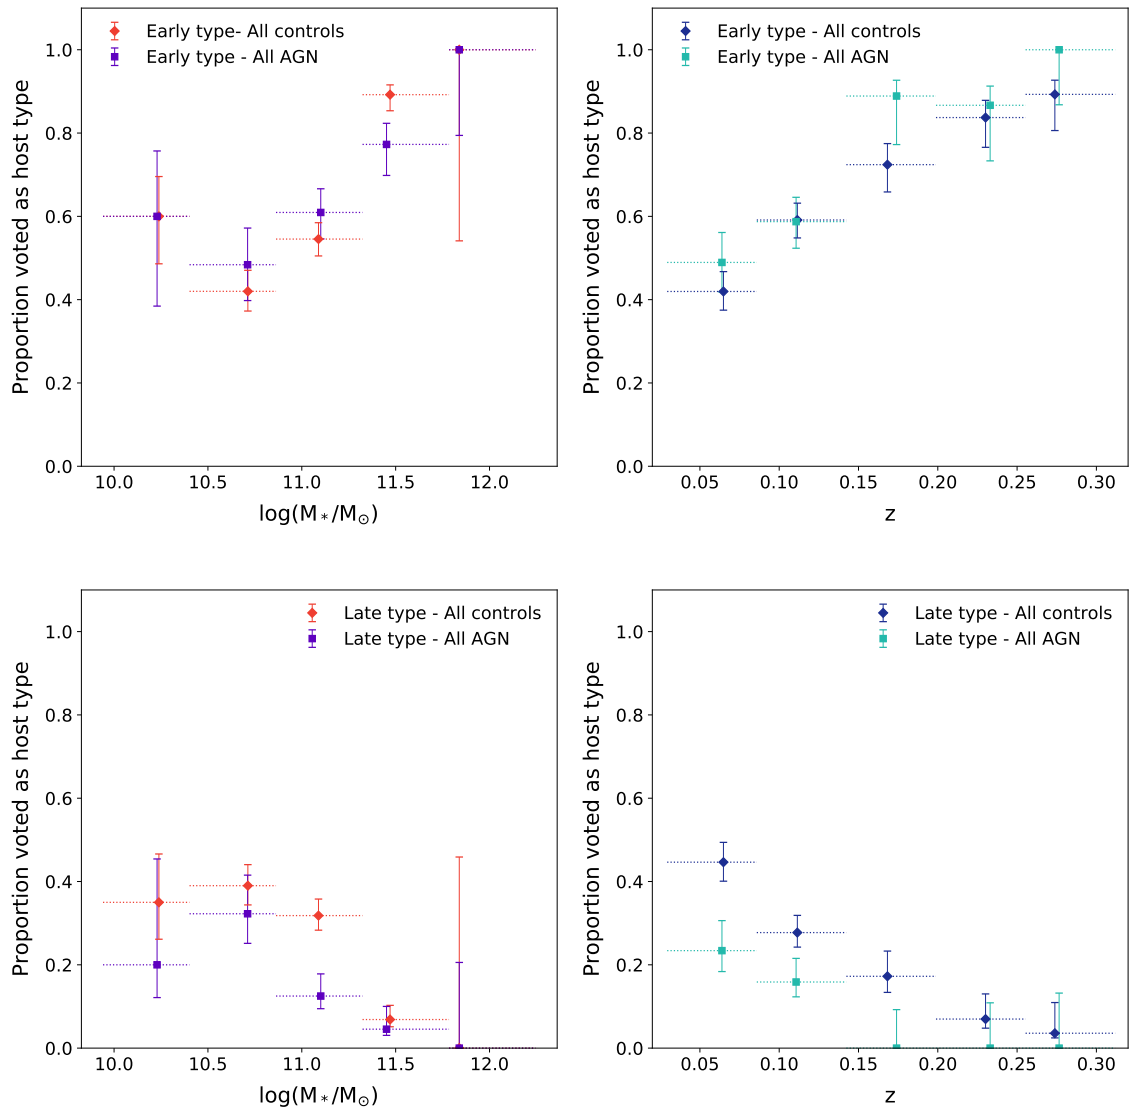 Early type- All controls
Early type - All AGN
1.0
0.8
0.6
0.4
0.2
0.0
Proportion voted as host type
10.0 10.5 11.0 11.5 12.0
log(M*/M⊙)
Early type - All controls
Early type - All AGN
1.0
0.8
0.6
0.4
0.2
0.0
Proportion voted as host type
0.05 0.10 0.15 0.20 0.25 0.30
z
Late type - All controls
Late type - All AGN
1.0
0.8
0.6
0.4
0.2
0.0
Proportion voted as host type
10.0 10.5 11.0 11.5 12.0
log(M*/M⊙)
Late type - All controls
Late type - All AGN
1.0
0.8
0.6
0.4
0.2
0.0
Proportion voted as host type
0.05 0.10 0.15 0.20 0.25 0.30
z